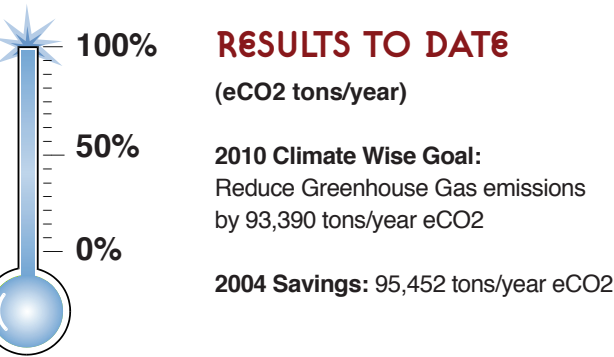 100%
50%
0%
RESULTS TO DATE
(eCO2 tons/year)
2010 Climate Wise Goal:
Reduce Greenhouse Gas emissions
by 93,390 tons/year eCO2
2004 Savings: 95,452 tons/year eCO2